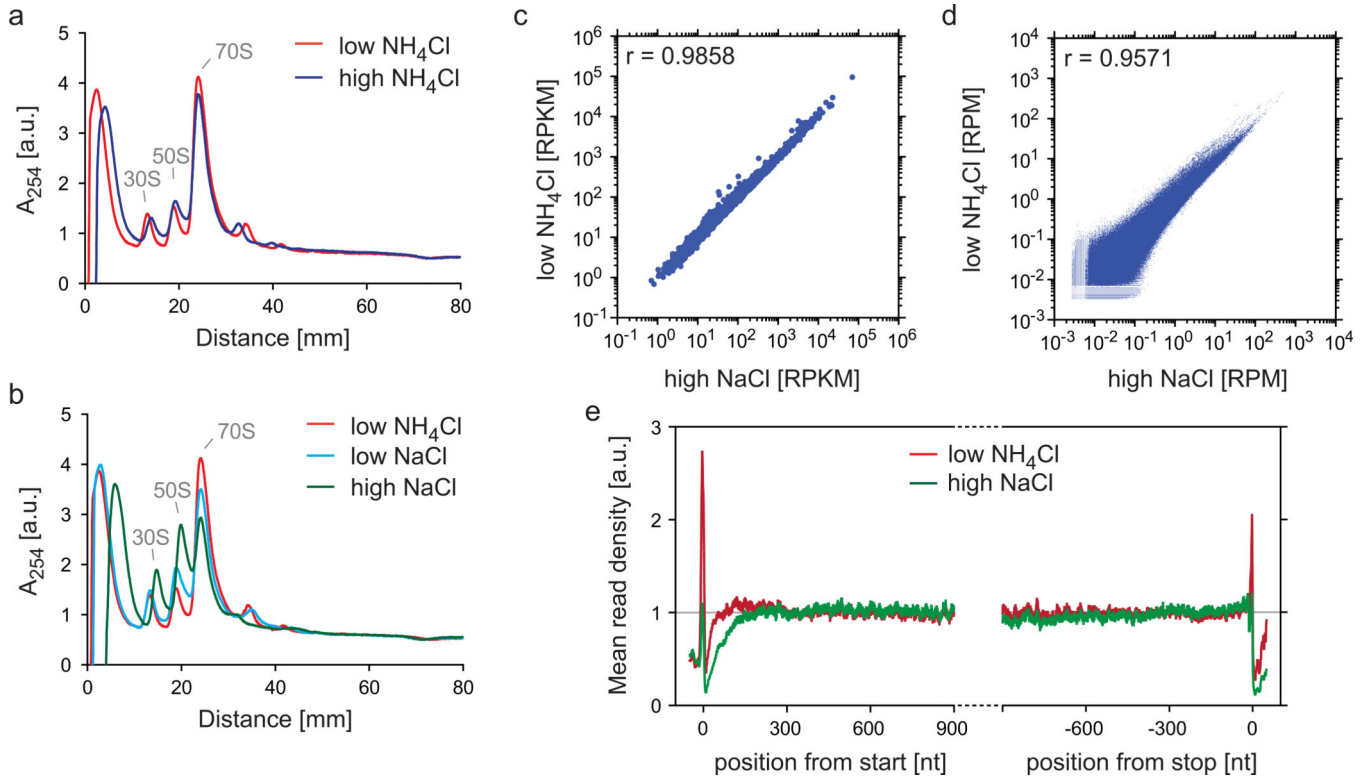 a
A254 [a.u.]
5
4
3
2
1
0
low NH4Cl
high NH4Cl
30S
50S
70S
0 20 40 60 80
Distance [mm]
b
A254 [a.u.]
5
4
3
2
1
0
low NH4Cl
low NaCl
high NaCl
30S
50S
70S
0 20 40 60 80
Distance [mm]
c
r = 0.9858
low NH4Cl [RPKM]
10^6
10^5
10^4
10^3
10^2
10^1
10^0
10^-1
10^-1 10^0 10^1 10^2 10^3 10^4 10^5 10^6
high NaCl [RPKM]
d
r = 0.9571
low NH4Cl [RPM]
10^4
10^3
10^2
10^1
10^0
10^-1
10^-2
10^-3
10^-3 10^-2 10^-1 10^0 10^1 10^2 10^3 10^4
high NaCl [RPM]
e
Mean read density [a.u.]
3
2
1
0
low NH4Cl
high NaCl
0 300 600 900 -600 -300 0
position from start [nt] position from stop [nt]